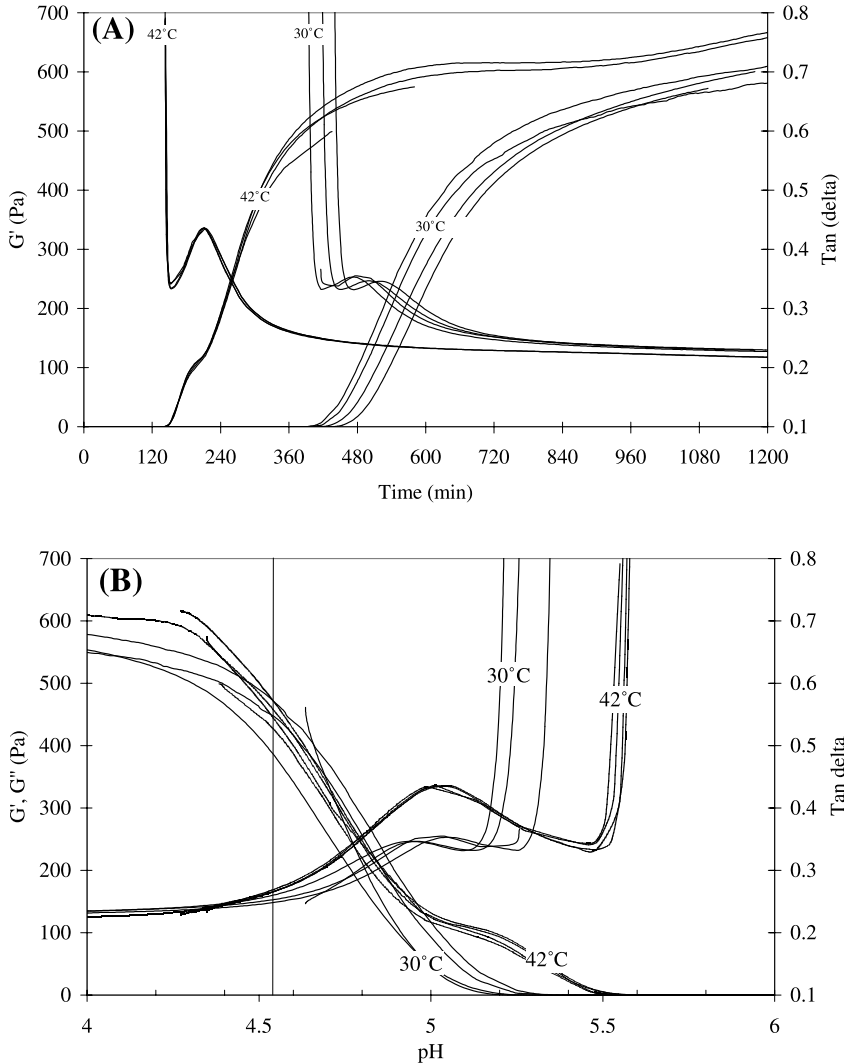 (A)
700
600
500
400
300
200
100
0
G' (Pa)
42˚C
30˚C
42˚C
30˚C
0.8
0.7
0.6
0.5
0.4
0.3
0.2
0.1
Tan (delta)
0 120 240 360 480 600 720 840 960 1080 1200
Time (min)
(B)
700
600
500
400
300
200
100
0
G', G'' (Pa)
30˚C
42˚C
30˚C
42˚C
0.8
0.7
0.6
0.5
0.4
0.3
0.2
0.1
Tan delta
4 4.5 5 5.5 6
pH